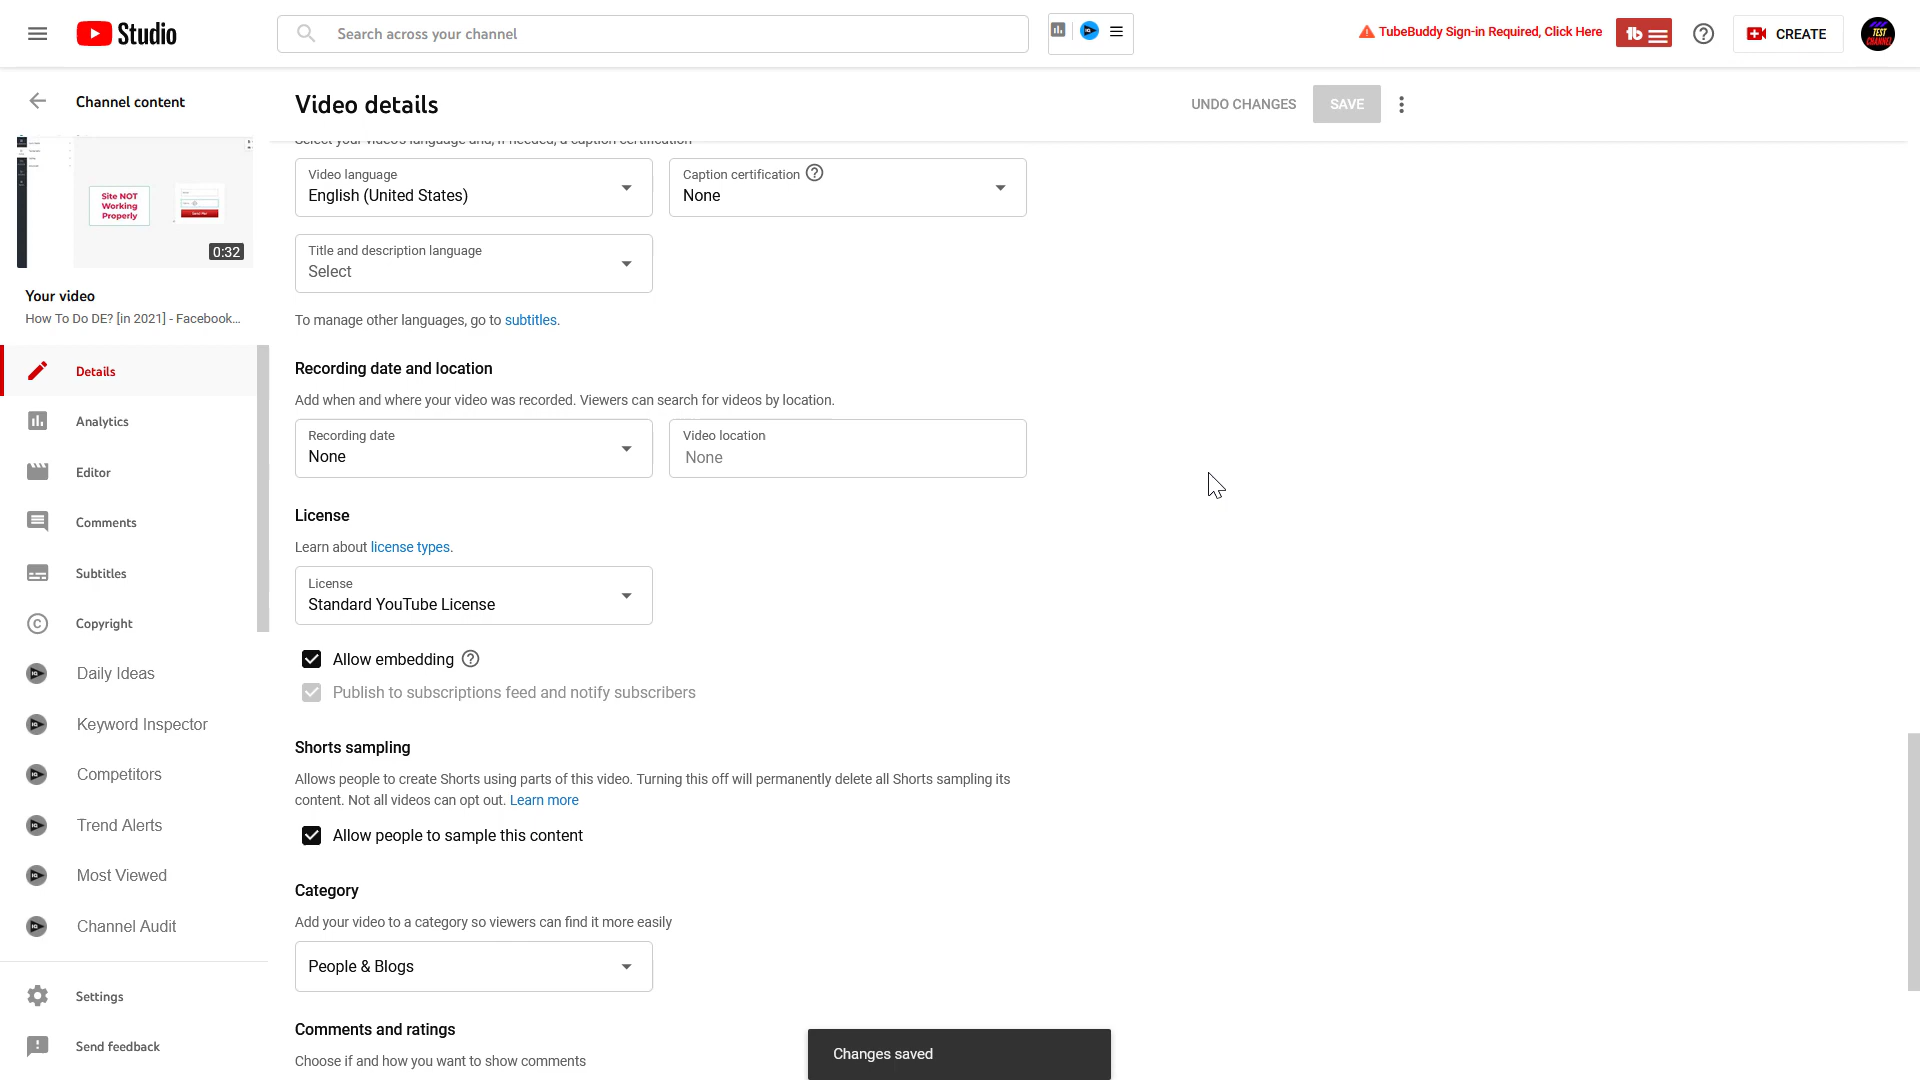 Studio
Search across your channel
TubeBuddy Sign-in Required, Click Here
tb
CREATE
TEST
CHANNEL
Channel content
Video details
UNDO CHANGES
SAVE
Select your video's language and, if needed, a caption certification
Video language
English (United States)
Caption certification
None
Title and description language
Select
To manage other languages, go to subtitles.
Site NOT
Working
Properly
0:32
Your video
How To Do DE? [in 2021] - Facebook...
Details
Analytics
Editor
Comments
Subtitles
Copyright
Daily Ideas
Keyword Inspector
Competitors
Trend Alerts
Most Viewed
Channel Audit
Settings
Send feedback
Recording date and location
Add when and where your video was recorded. Viewers can search for videos by location.
Recording date
None
Video location
None
License
Learn about license types.
License
Standard YouTube License
Allow embedding
Publish to subscriptions feed and notify subscribers
Shorts sampling
Allows people to create Shorts using parts of this video. Turning this off will permanently delete all Shorts sampling its
content. Not all videos can opt out. Learn more
Allow people to sample this content
Category
Add your video to a category so viewers can find it more easily
People & Blogs
Comments and ratings
Choose if and how you want to show comments
Changes saved